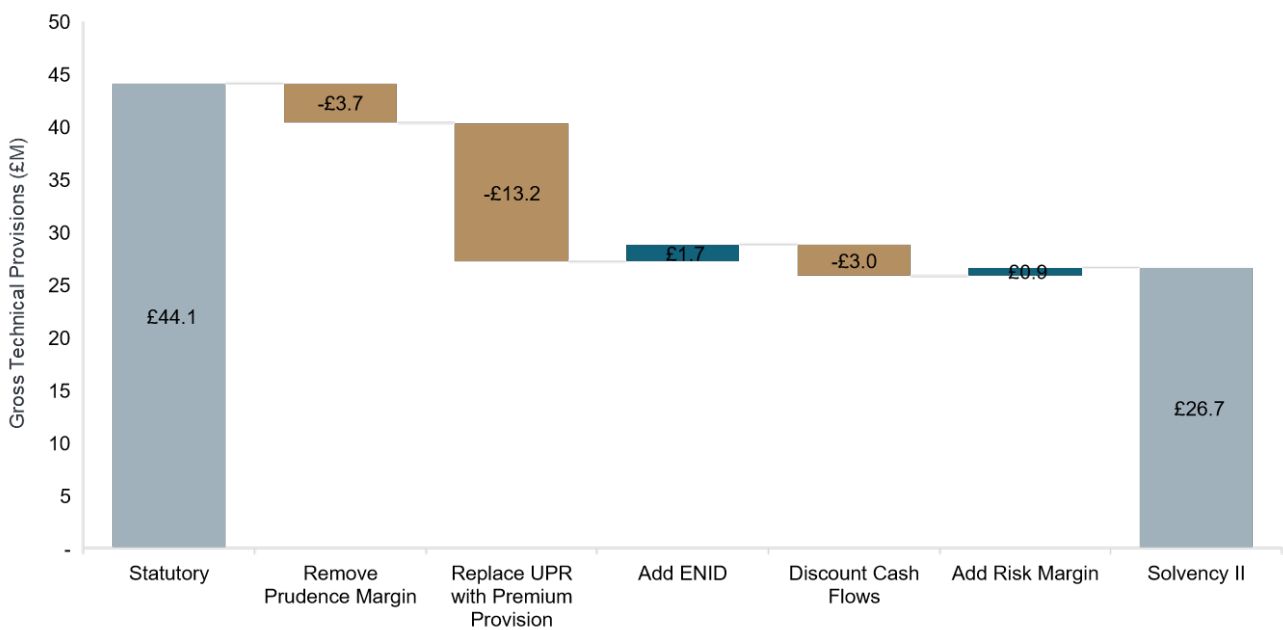 50
45
40
35
30
25
20
15
10
5
-
Gross Technical Provisions (£M)
£44.1
-£3.7
-£13.2
£1.7
-£3.0
£0.9
£26.7
Statutory
Remove
Prudence Margin
Replace UPR
with Premium
Provision
Add ENID
Discount Cash
Flows
Add Risk Margin
Solvency II